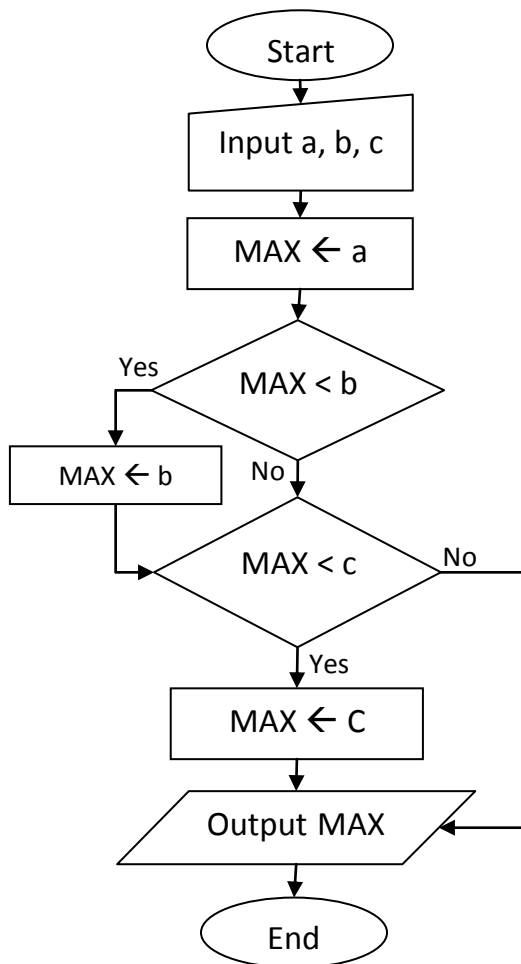 Start
Input a, b, c
MAX ← a
MAX < b
Yes
MAX ← b
No
MAX < c
No
Yes
MAX ← C
Output MAX
End